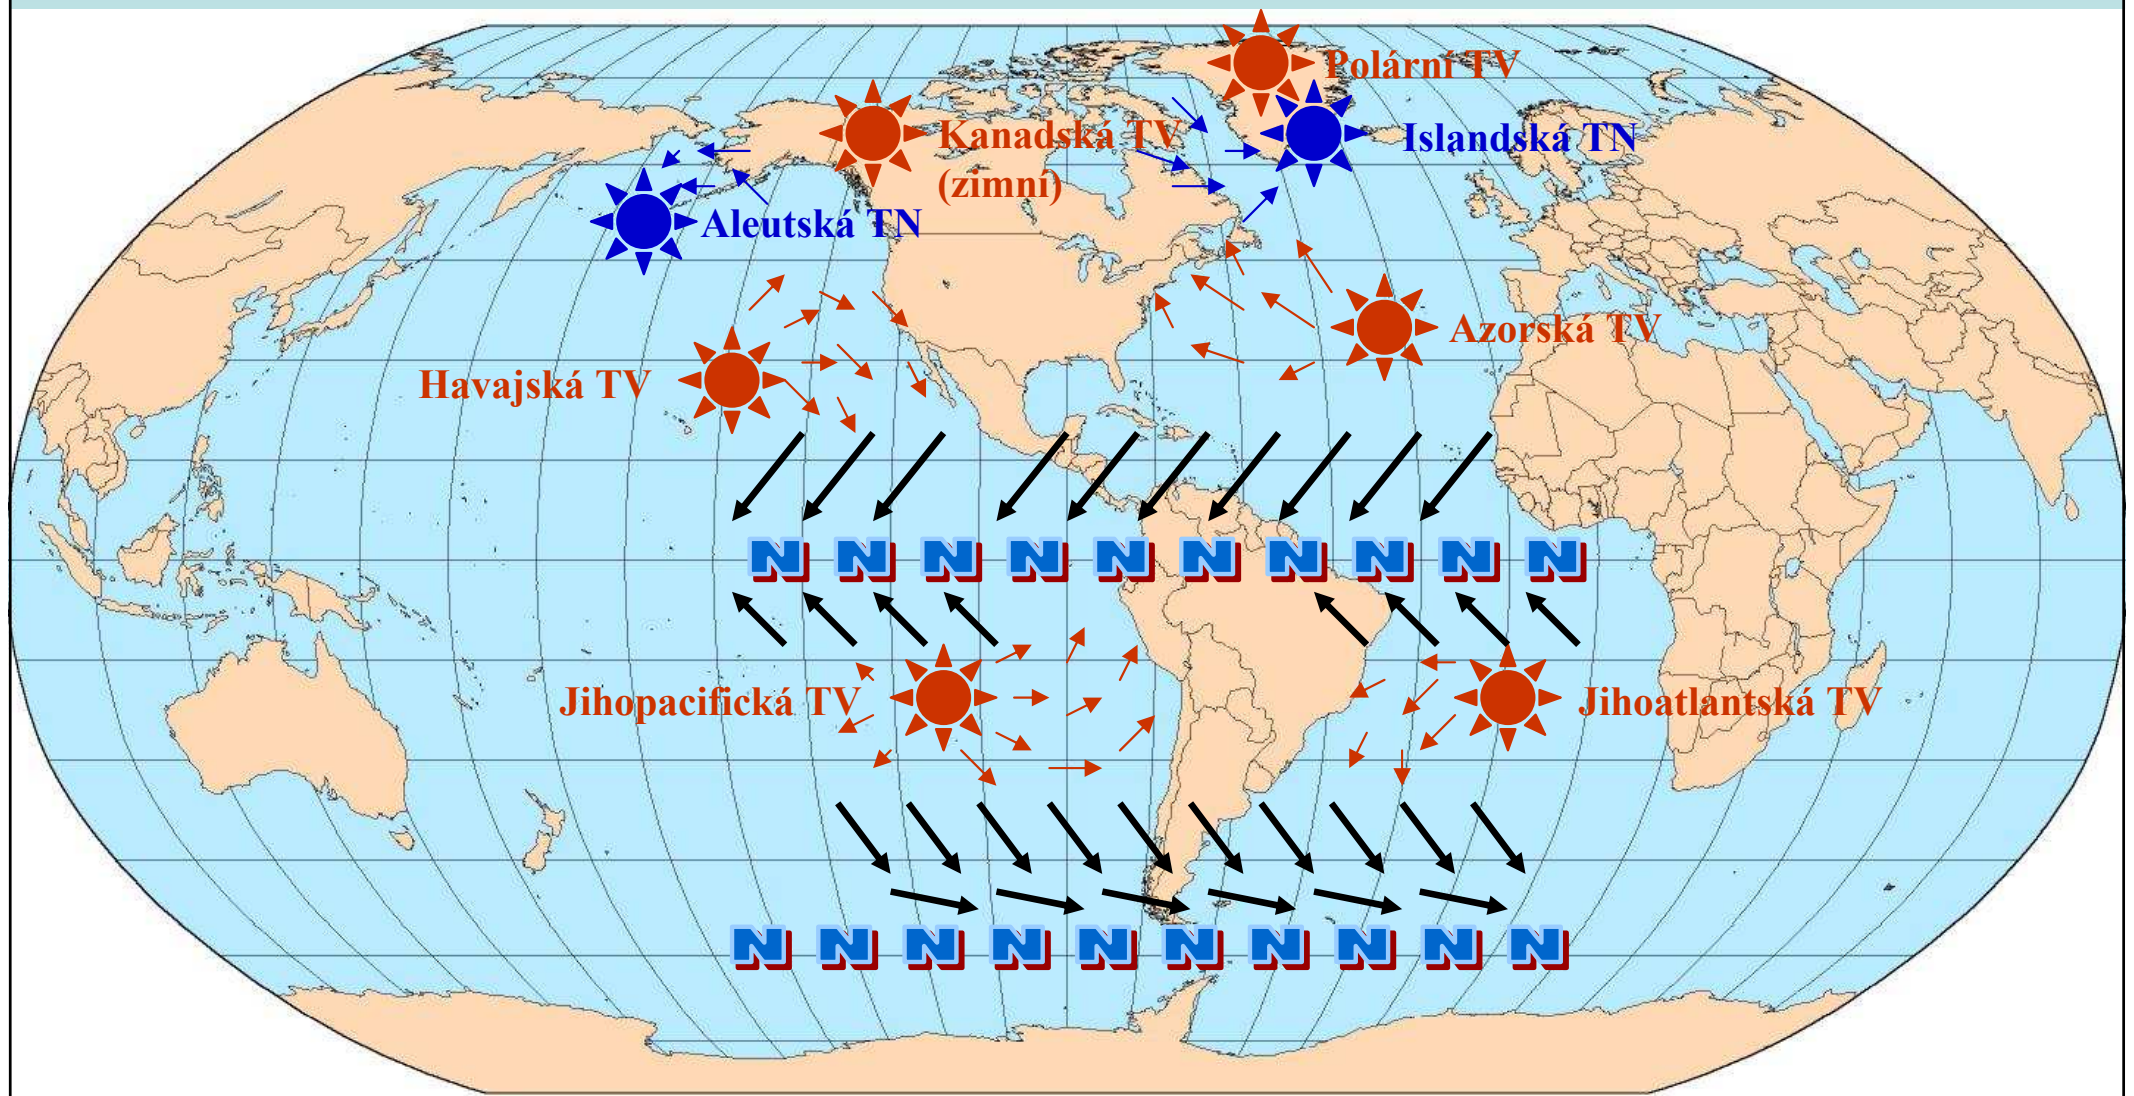 Polární TV
Kanadská TV
(zimní)
Islandská TN
Aleutská TN
Azorská TV
Havajská TV
N N N N N N N N N N
Jihopacifická TV
Jihoatlantská TV
N N N N N N N N N N